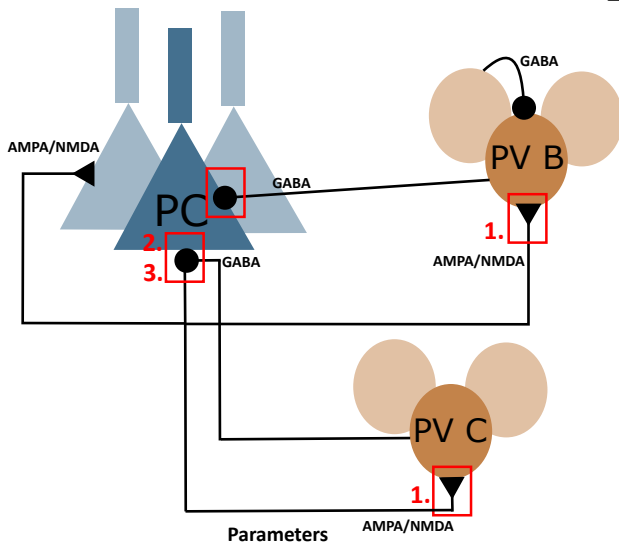 GABA
AMPA/NMDA
PV B
GABA
PC
1.
2.
3.
GABA
AMPA/NMDA
PV C
1.
AMPA/NMDA
Parameters